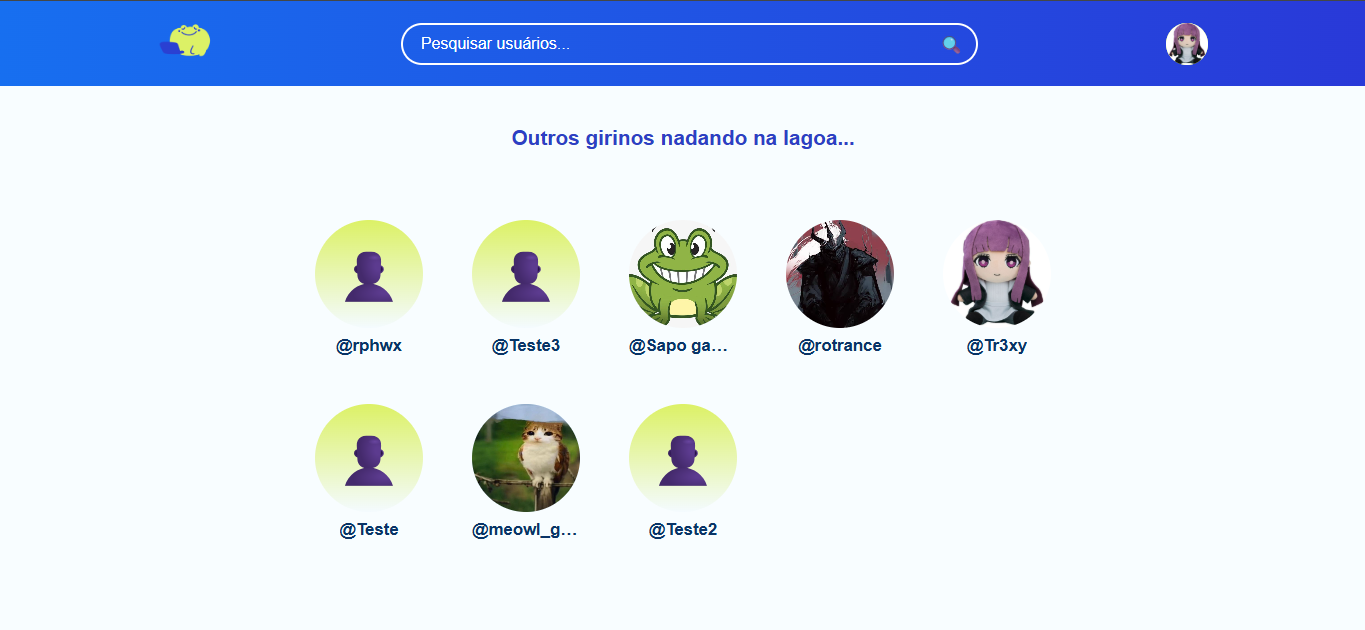 Pesquisar usuários...
Outros girinos nadando na lagoa...
@rphwx @Teste3 @Sapo ga... @rotrance @Tr3xy
@Teste @meowl_g... @Teste2